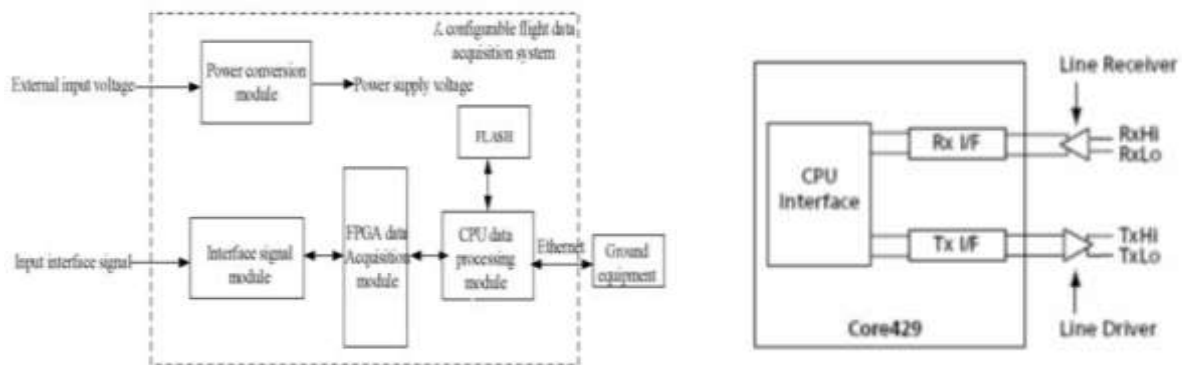 A configurable flight data
acquisition system
External input voltage
Power conversion
module
Power supply voltage
FLASH
Input interface signal
Interface signal
module
FPGA data
Acquisition
module
CPU data
processing
module
Ethernet
Ground
equipment
Line Receiver
CPU
Interface
Rx I/F
RxHi
RxLo
Tx I/F
TxHi
TxLo
Core429
Line Driver